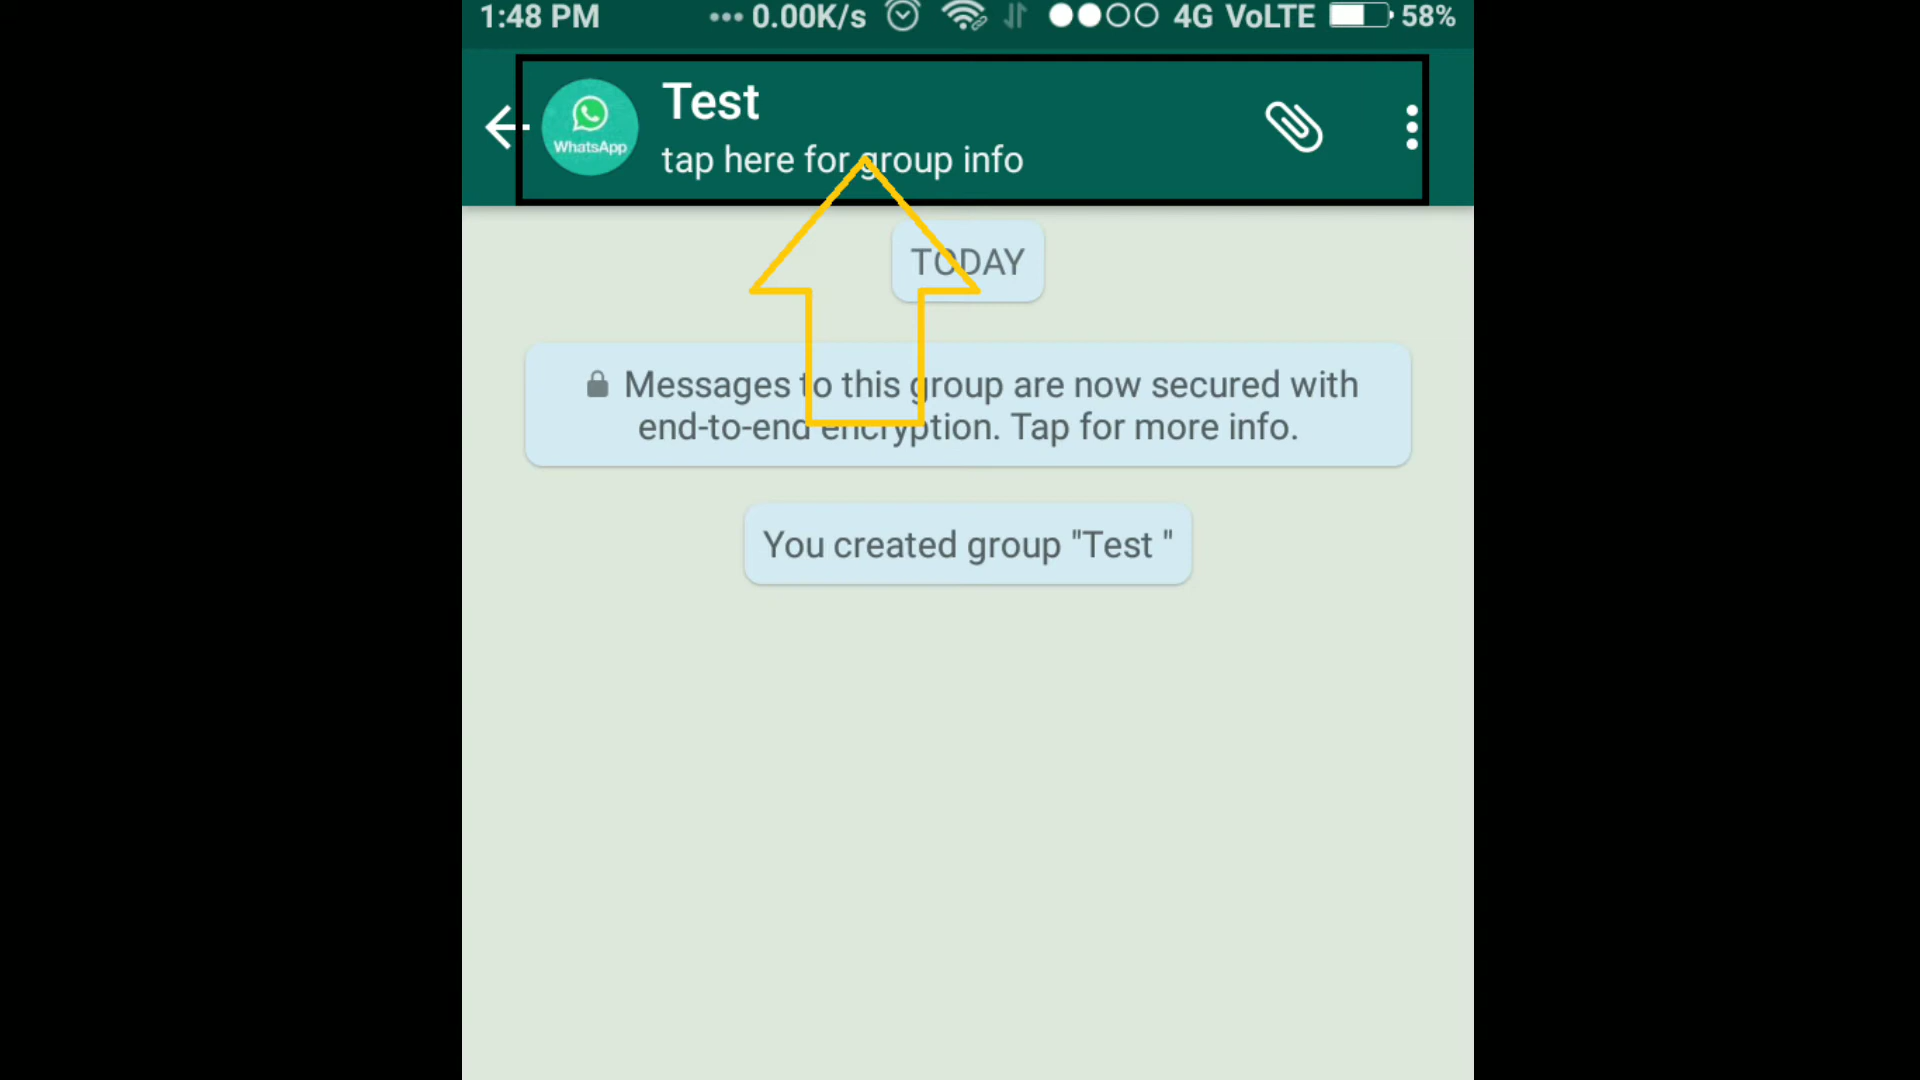 1:48 PM ... 0.00K/s 4G VoLTE 58%
WhatsApp
Test
tap here for group info
TODAY
Messages to this group are now secured with
end-to-end encryption. Tap for more info.
You created group "Test "